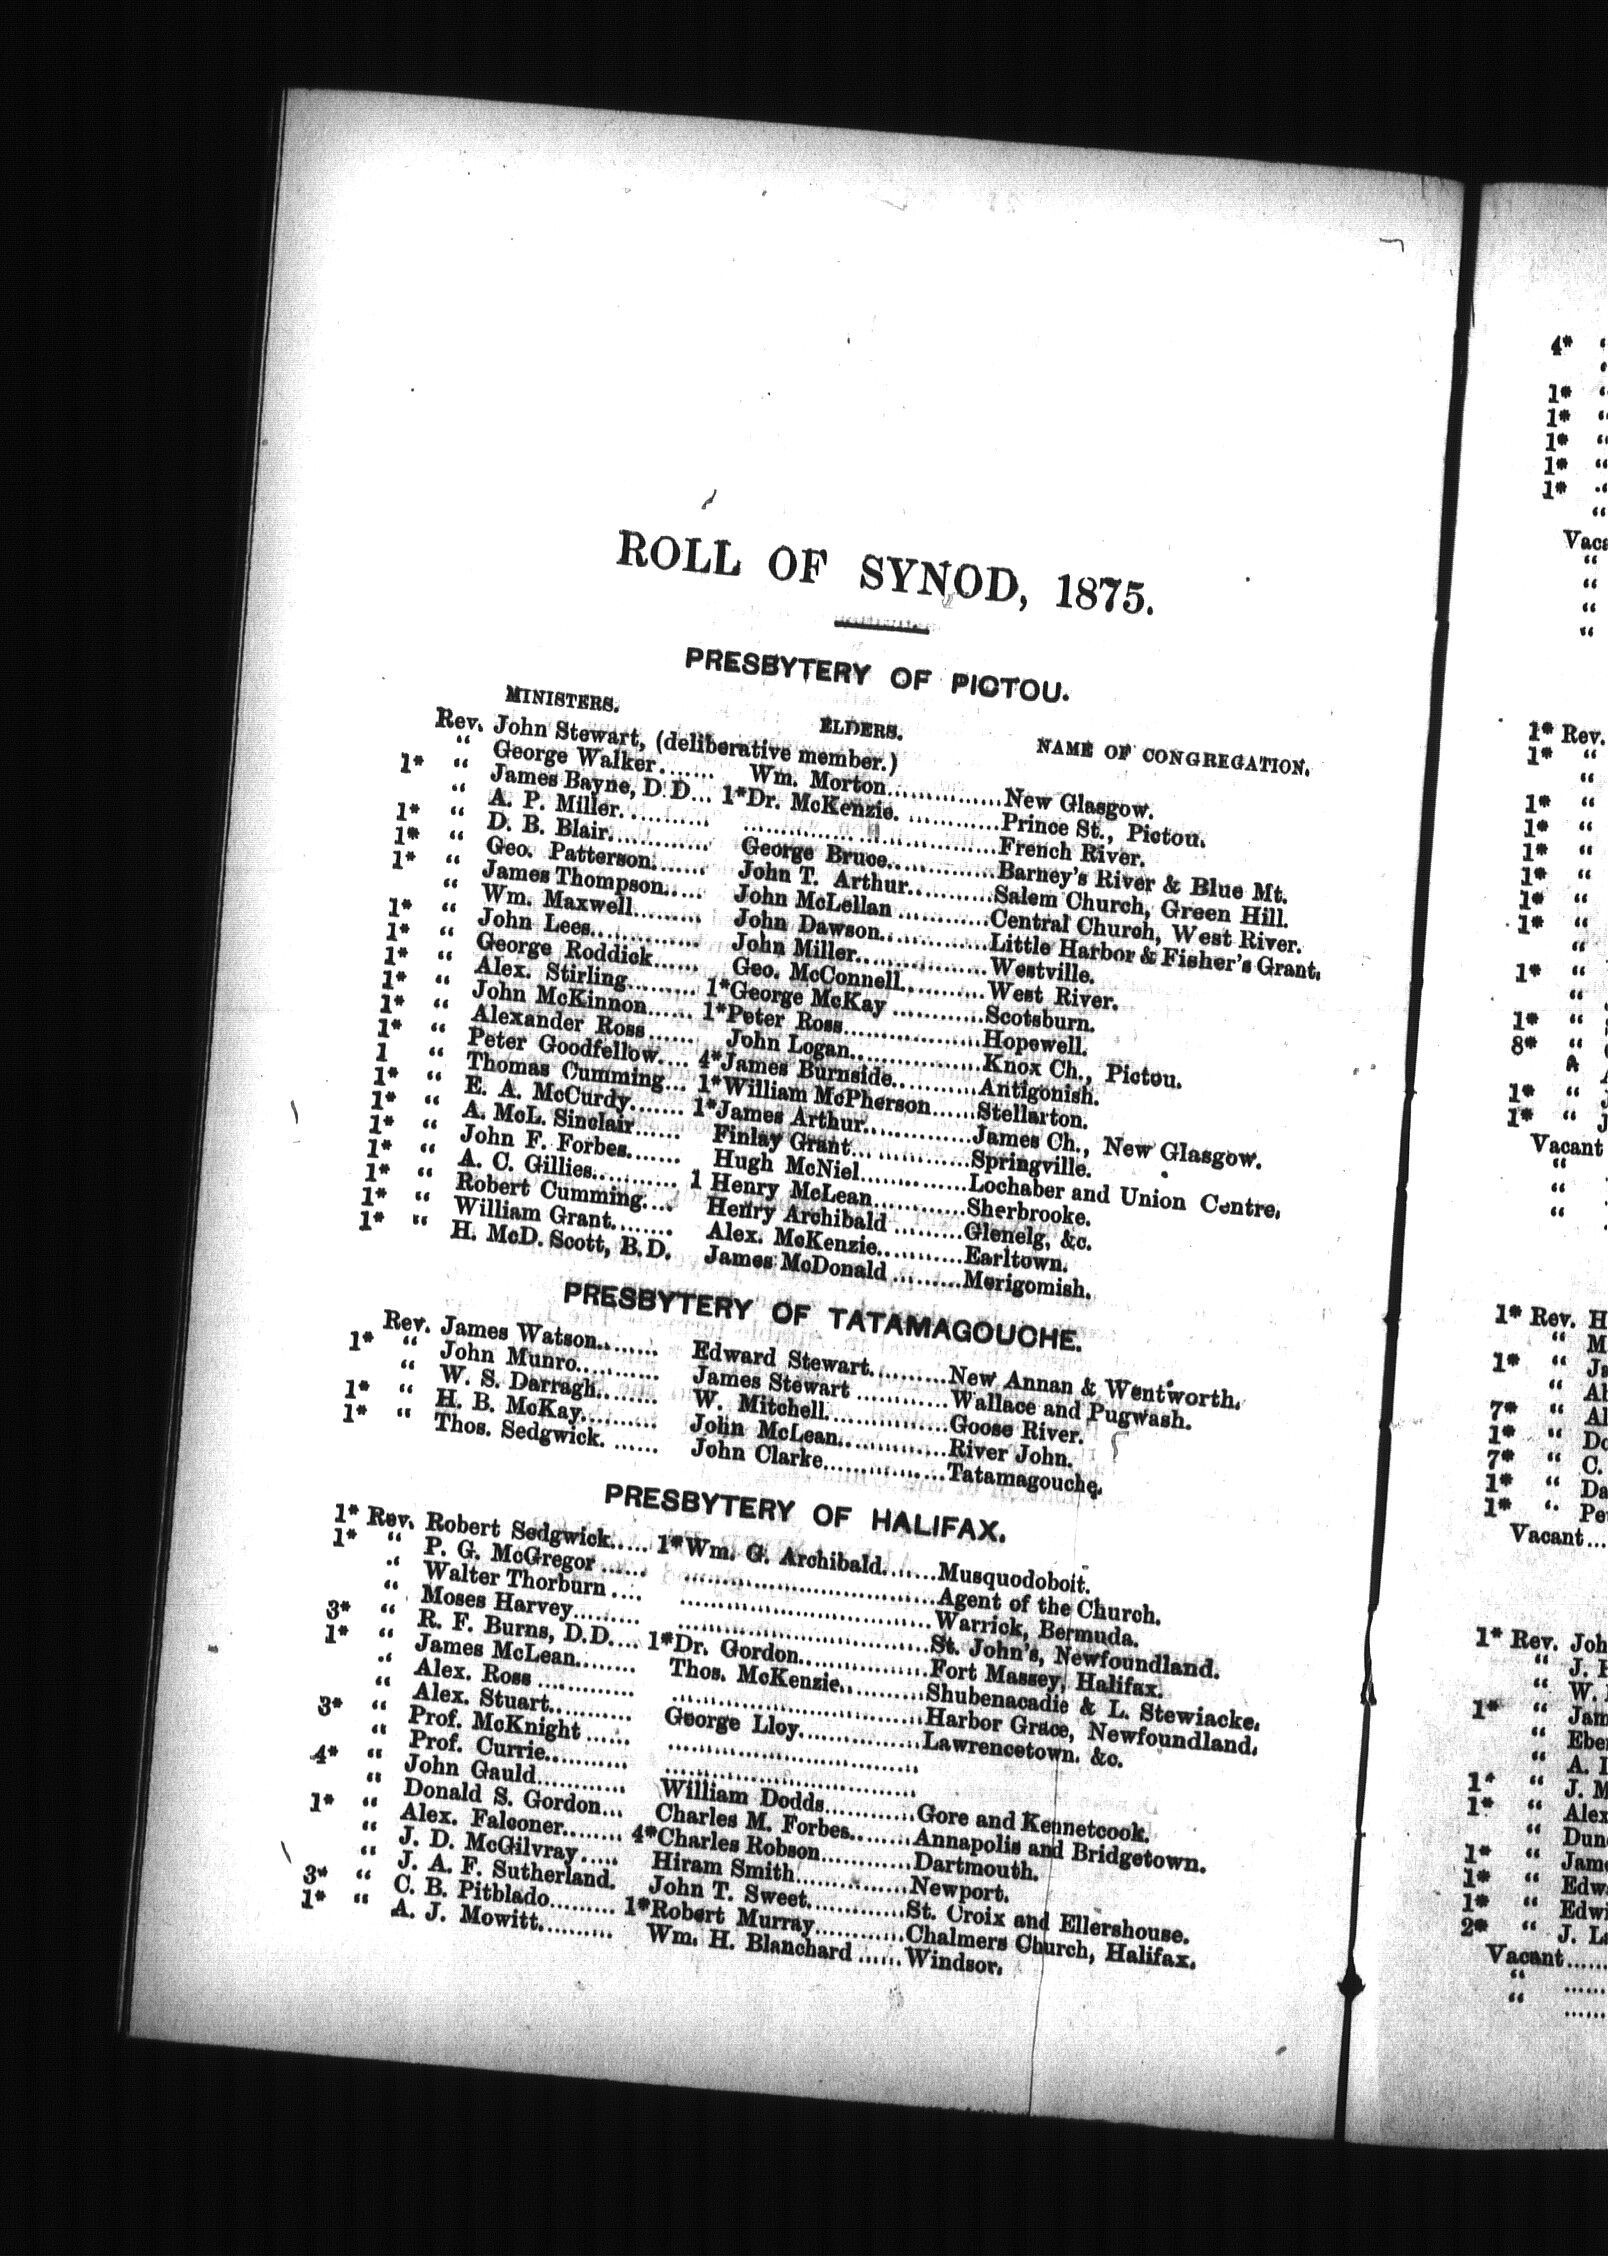 ROLL OF SYNOD, 1875.
PRESBYTERY OF PICTOU.
MINISTERS. ELDERS. NAME OF CONGREGATION.
Rev. John Stewart, (deliberative member.)
“ George Walker....... Wm. Morton...............New Glasgow.
1* “ James Bayne, D.D... 1*Dr. McKenzie. ............Prince St., Pictou.
“ A. P. Miller........... ..............................French River.
1* “ D. B. Blair............. George Bruce.............Barney's River & Blue Mt.
1* “ Geo. Patterson....... John T. Arthur..........Salem Church, Green Hill.
1* “ James Thompson..... John McLellan ...........Central Church, West River.
“ Wm. Maxwell......... John Dawson.............Little Harbor & Fisher's Grant.
1* “ John Lees.............. John Miller................Westville.
1* “ George Roddick...... Geo. McConnell...........West River.
1* “ Alex. Stirling.......... 1*George McKay ............Scotsburn.
1* “ John McKinnon...... 1*Peter Ross.................Hopewell.
1* “ Alexander Ross...... John Logan................Knox Ch., Pictou.
1* “ Peter Goodfellow.... 4*James Burnside...........Antigonish.
1 “ Thomas Cumming... 1*William McPherson......Stellarton.
1* “ E. A. McCurdy....... 1*James Arthur..............James Ch., New Glasgow.
1* “ A. McL. Sinclair...... Finlay Grant...............Springville.
1* “ John F. Forbes....... Hugh McNiel..............Lochaber and Union Centre.
1* “ A. C. Gillies............ 1 Henry McLean............Sherbrooke.
1* “ Robert Cumming.... Henry Archibald .........Glenelg, &c.
1* “ William Grant........ Alex. McKenzie...........Earltown.
1* “ H. McD. Scott, B.D. James McDonald .........Merigomish.
PRESBYTERY OF TATAMAGOUCHE.
Rev. James Watson........ Edward Stewart..........New Annan & Wentworth.
1* “ John Munro........... James Stewart ............Wallace and Pugwash.
“ W. S. Darragh........ W. Mitchell...............Goose River.
1* “ H. B. McKay.......... John McLean..............River John.
1* “ Thos. Sedgwick. ...... John Clarke................Tatamagouche.
PRESBYTERY OF HALIFAX.
1* Rev. Robert Sedgwick..... 1*Wm. G. Archibald.......Musquodoboit.
1* “ P. G. McGregor ...... ..............................Agent of the Church.
“ Walter Thorburn .... ..............................Warrick, Bermuda.
“ Moses Harvey......... ..............................St. John's, Newfoundland.
3* “ R. F. Burns, D.D.... 1*Dr. Gordon................Fort Massey, Halifax.
1* “ James McLean........ Thos. McKenzie..........Shubenacadie & L. Stewiacke.
“ Alex. Ross ............. ..............................Harbor Grace, Newfoundland.
“ Alex. Stuart........... George Lloy...............Lawrencetown. &c.
3* “ Prof. McKnight ...... ..............................
“ Prof. Currie........... ..............................
4* “ John Gauld............ William Dodds............Gore and Kennetcook.
“ Donald S. Gordon... Charles M. Forbes........Annapolis and Bridgetown.
1* “ Alex. Falconer........ 4*Charles Robson............Dartmouth.
“ J. D. McGilvray..... Hiram Smith...............Newport.
“ J. A. F. Sutherland. John T. Sweet.............St. Croix and Ellershouse.
3* “ C. B. Pitblado......... 1*Robert Murray............Chalmers Church, Halifax.
1* “ A. J. Mowitt.......... Wm. H. Blanchard ......Windsor.